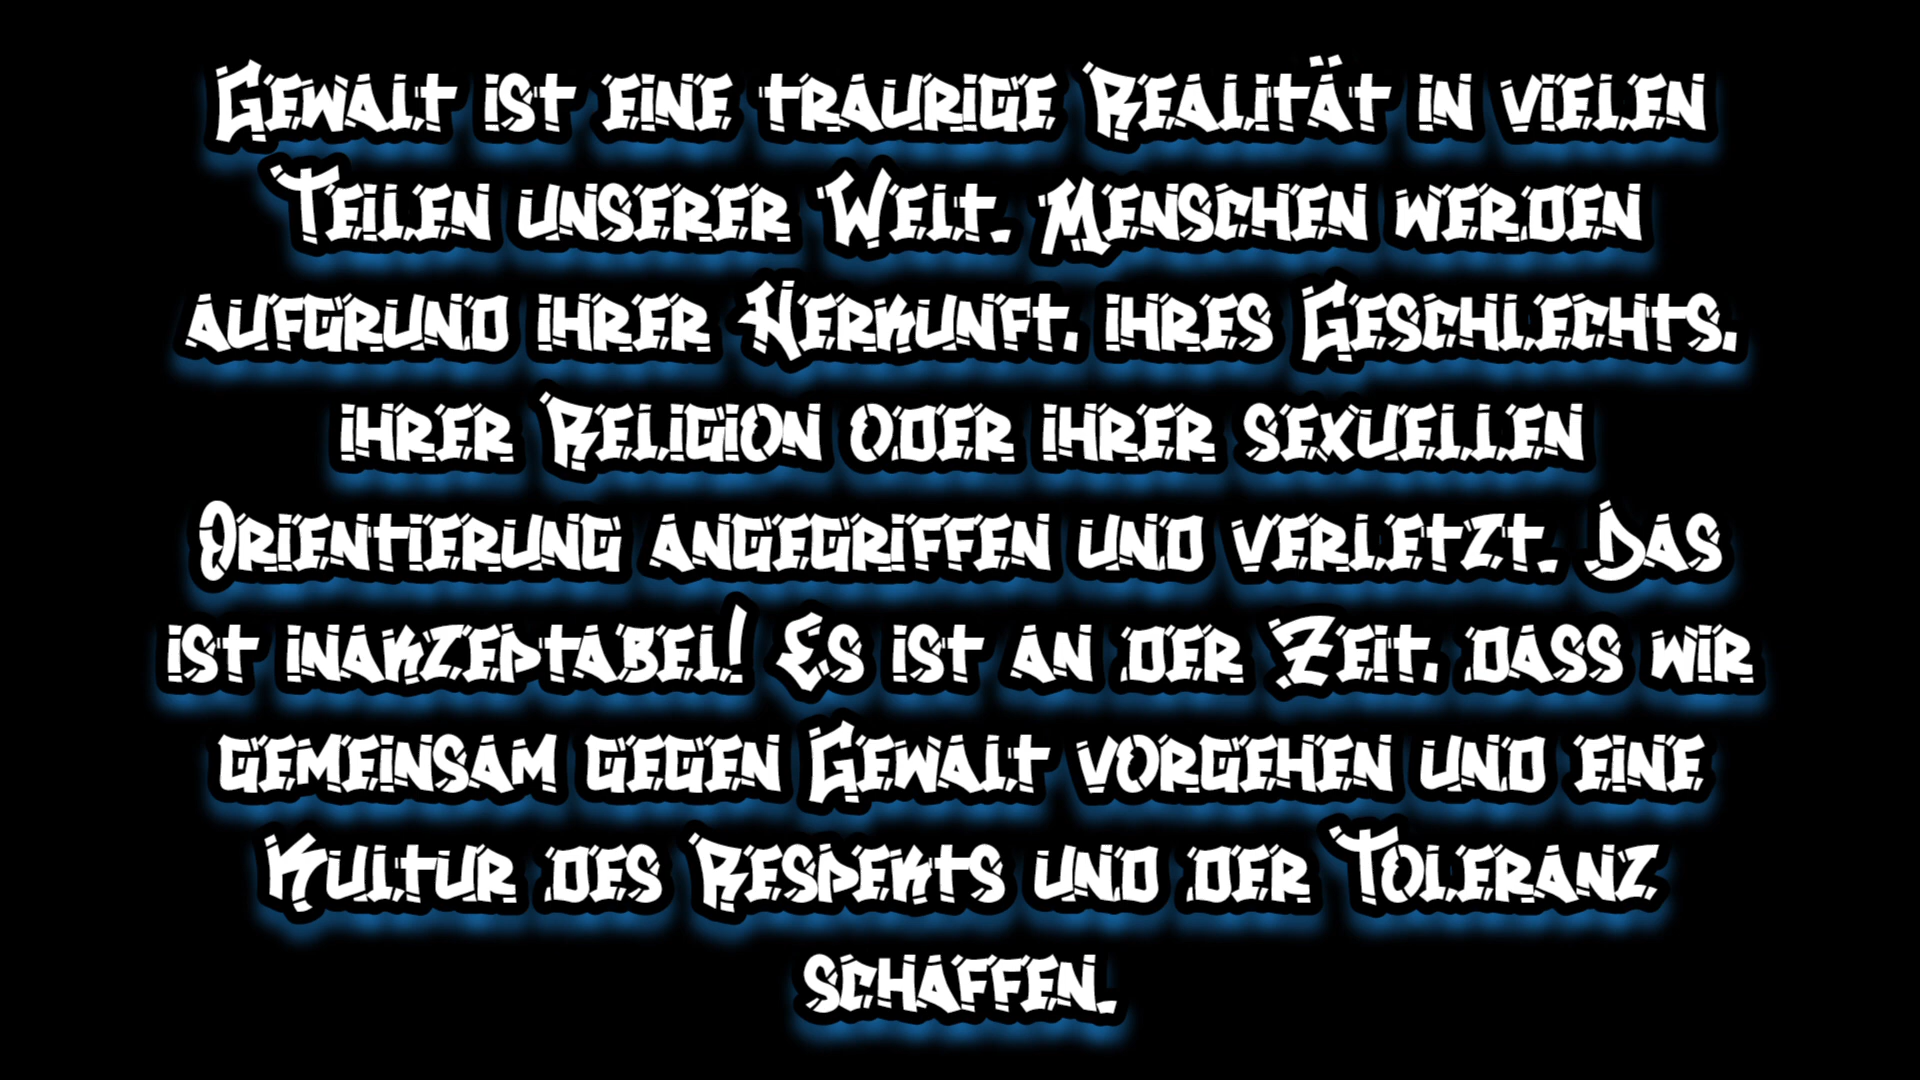 Gewalt ist eine traurige Realität in vielen
Teilen unserer Welt. Menschen werden
aufgrund ihrer Herkunft, ihres Geschlechts,
ihrer Religion oder ihrer sexuellen
Orientierung angegriffen und verletzt. Das
ist inakzeptabel! Es ist an der Zeit, dass wir
gemeinsam gegen Gewalt vorgehen und eine
Kultur des Respekts und der Toleranz
schaffen.